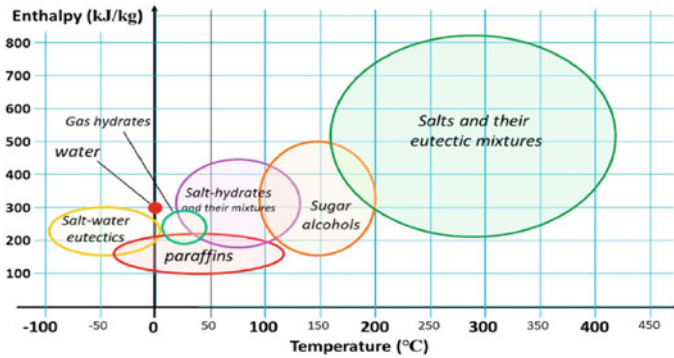 Enthalpy (kJ/kg)
800
700
600
500
400
300
200
100
Gas hydrates
water
Salt-water
eutectics
Salt-hydrates
and their mixtures
paraffins
Sugar
alcohols
Salts and their
eutectic mixtures
-100 -50 0 50 100 150 200 250 300 350 400 450
Temperature (°C)